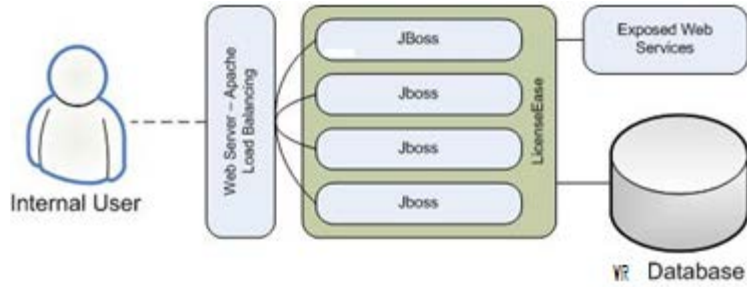 Internal User
Web Server – Apache
Load Balancing
JBoss
Jboss
Jboss
Jboss
LicenseEase
Exposed Web
Services
Database